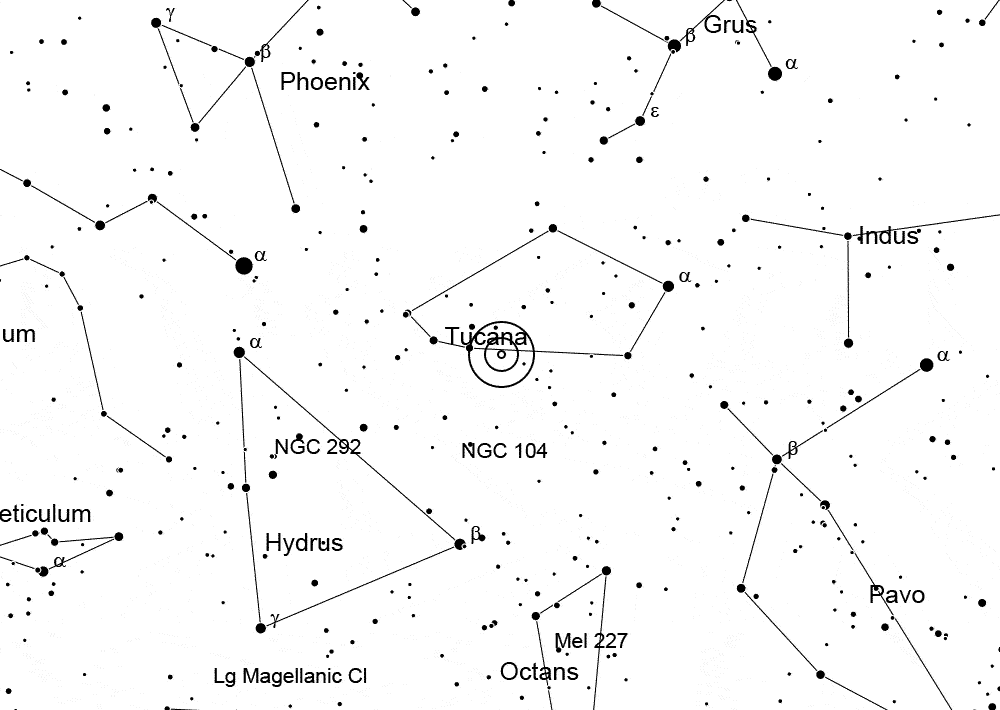 γ
Grus
β
β
α
Phoenix
ε
α
Indus
α
um
Tucana
α
α
NGC 292
NGC 104
β
eticulum
β
Hydrus
α
Pavo
γ
Mel 227
Lg Magellanic Cl
Octans